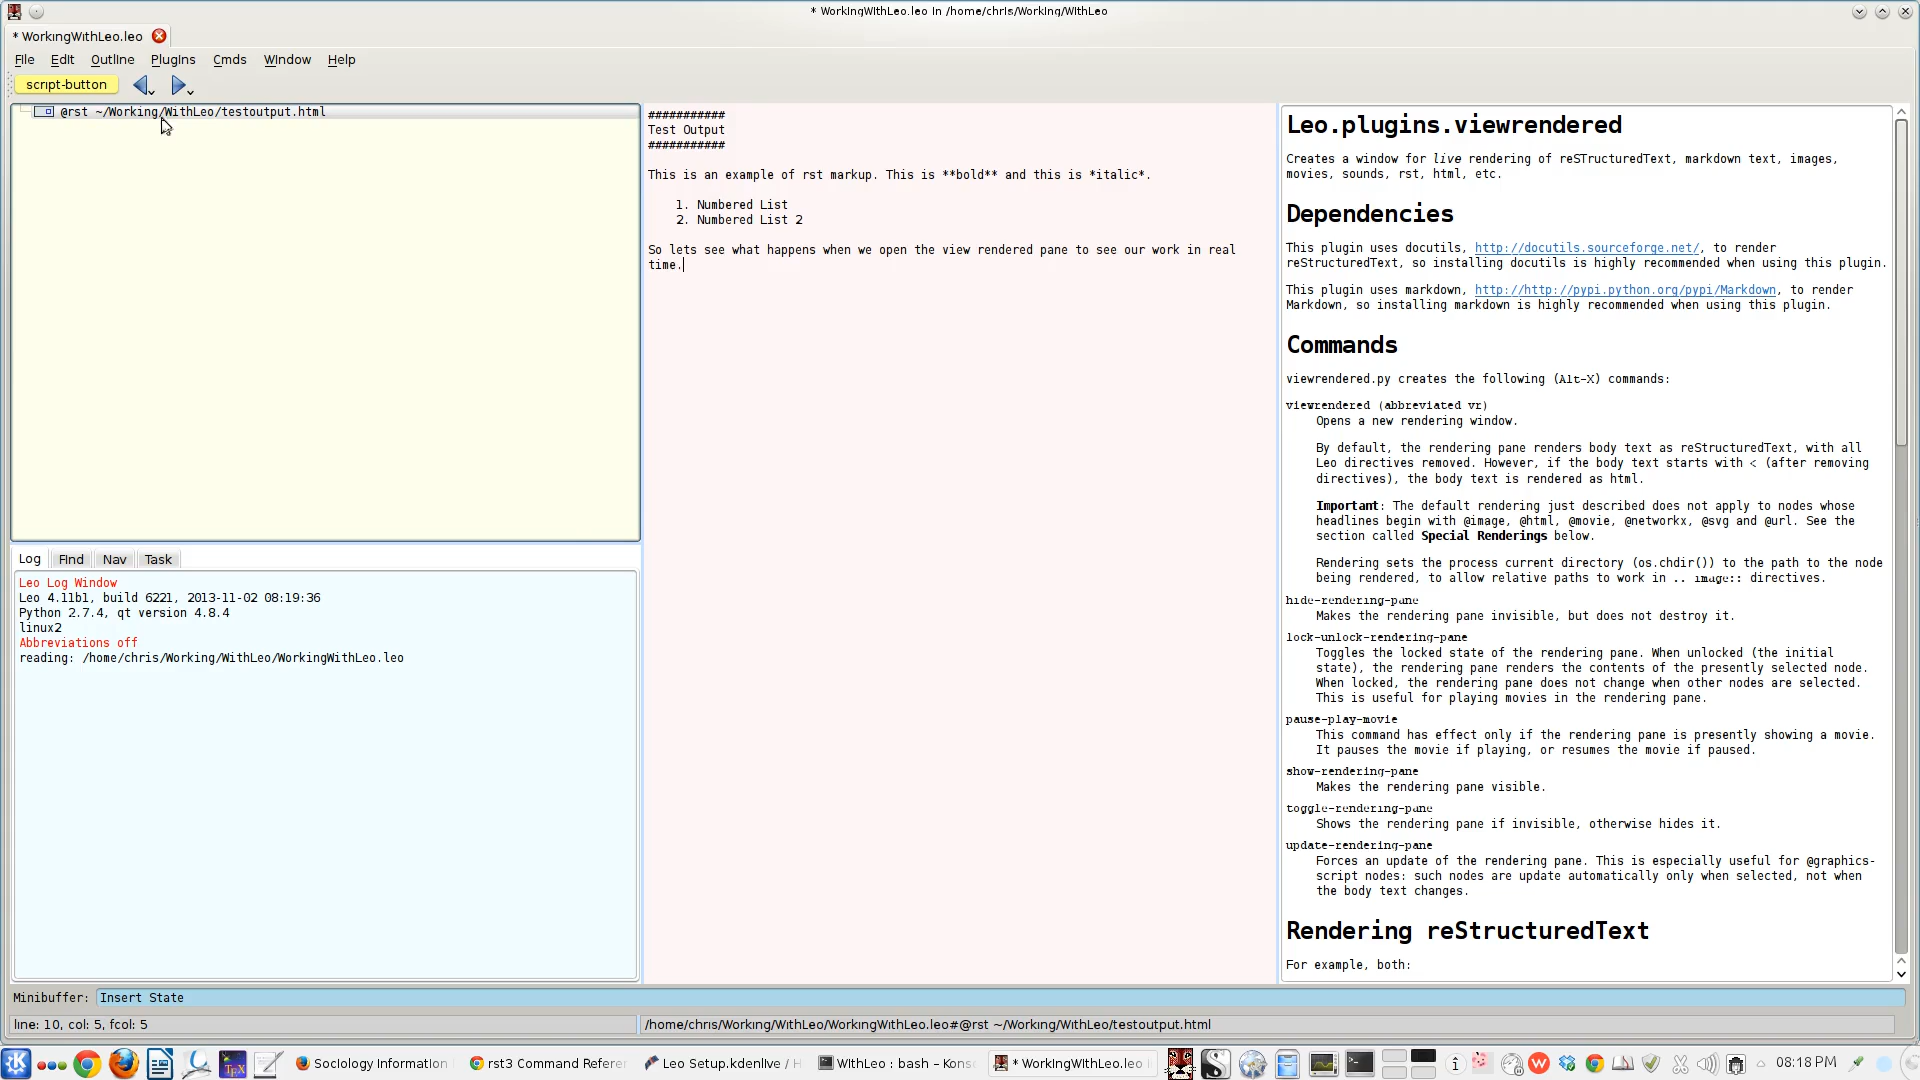 * WorkingWithLeo.leo in /home/chris/Working/WithLeo
* WorkingWithLeo.leo
File Edit Outline Plugins Cmds Window Help
script-button
@rst ~/Working/WithLeo/testoutput.html
###########
Test Output
###########
This is an example of rst markup. This is **bold** and this is *italic*.
1. Numbered List
2. Numbered List 2
So lets see what happens when we open the view rendered pane to see our work in real
time.
Leo.plugins.viewrendered
Creates a window for live rendering of reSTructuredText, markdown text, images,
movies, sounds, rst, html, etc.
Dependencies
This plugin uses docutils, http://docutils.sourceforge.net/, to render
reStructuredText, so installing docutils is highly recommended when using this plugin.
This plugin uses markdown, http://http://pypi.python.org/pypi/Markdown, to render
Markdown, so installing markdown is highly recommended when using this plugin.
Commands
viewrendered.py creates the following (Alt-X) commands:
viewrendered (abbreviated vr)
Opens a new rendering window.
By default, the rendering pane renders body text as reStructuredText, with all
Leo directives removed. However, if the body text starts with < (after removing
directives), the body text is rendered as html.
Important: The default rendering just described does not apply to nodes whose
headlines begin with @image, @html, @movie, @networkx, @svg and @url. See the
section called Special Renderings below.
Rendering sets the process current directory (os.chdir()) to the path to the node
being rendered, to allow relative paths to work in .. image:: directives.
hide-rendering-pane
Makes the rendering pane invisible, but does not destroy it.
lock-unlock-rendering-pane
Toggles the locked state of the rendering pane. When unlocked (the initial
state), the rendering pane renders the contents of the presently selected node.
When locked, the rendering pane does not change when other nodes are selected.
This is useful for playing movies in the rendering pane.
pause-play-movie
This command has effect only if the rendering pane is presently showing a movie.
It pauses the movie if playing, or resumes the movie if paused.
show-rendering-pane
Makes the rendering pane visible.
toggle-rendering-pane
Shows the rendering pane if invisible, otherwise hides it.
update-rendering-pane
Forces an update of the rendering pane. This is especially useful for @graphics-
script nodes: such nodes are update automatically only when selected, not when
the body text changes.
Rendering reStructuredText
For example, both:
Log Find Nav Task
Leo Log Window
Leo 4.11b1, build 6221, 2013-11-02 08:19:36
Python 2.7.4, qt version 4.8.4
linux2
Abbreviations off
reading: /home/chris/Working/WithLeo/WorkingWithLeo.leo
Minibuffer: Insert State
line: 10, col: 5, fcol: 5
/home/chris/Working/WithLeo/WorkingWithLeo.leo#@rst ~/Working/WithLeo/testoutput.html
Sociology Information rst3 Command Referen Leo Setup.kdenlive / H WithLeo : bash – Kons * WorkingWithLeo.leo i 08:18 PM